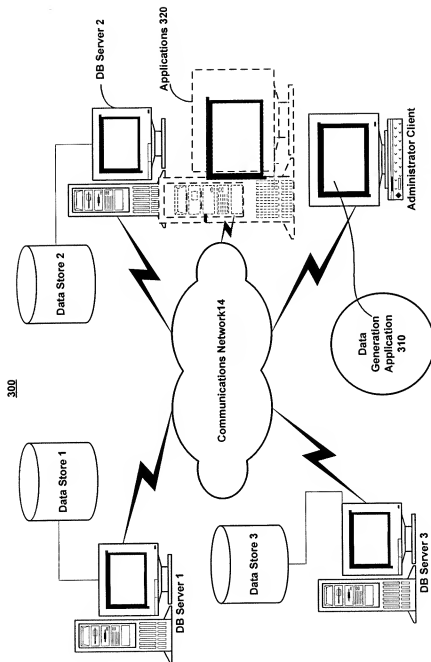 300
Data Store 1
DB Server 1
Data Store 2
DB Server 2
Applications 320
Communications Network14
Data Store 3
DB Server 3
Data
Generation
Application
310
Administrator Client